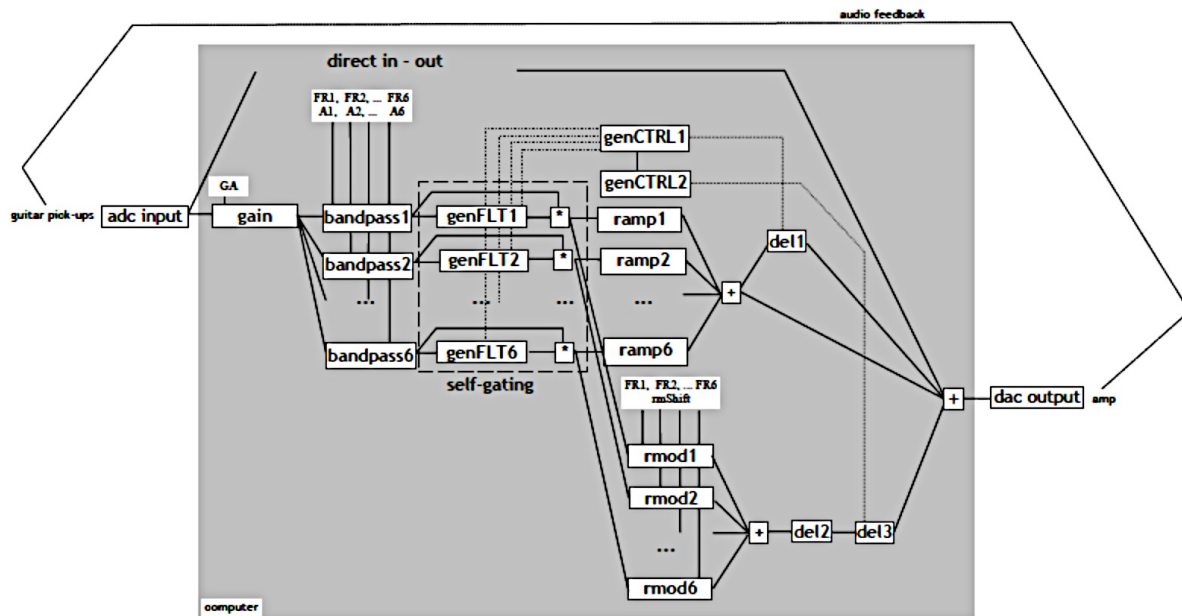 audio feedback
direct in - out
FR1, FR2, ... FR6
A1, A2, ... A6
genCTRL1
genCTRL2
GA
guitar pick-ups
adc input
gain
bandpass1
genFLT1
*
ramp1
del1
bandpass2
genFLT2
*
ramp2
...
...
...
...
+
bandpass6
genFLT6
*
ramp6
self-gating
FR1, FR2, ... FR6
rmShift
+
dac output
amp
rmod1
rmod2
+
del2
del3
...
rmod6
computer